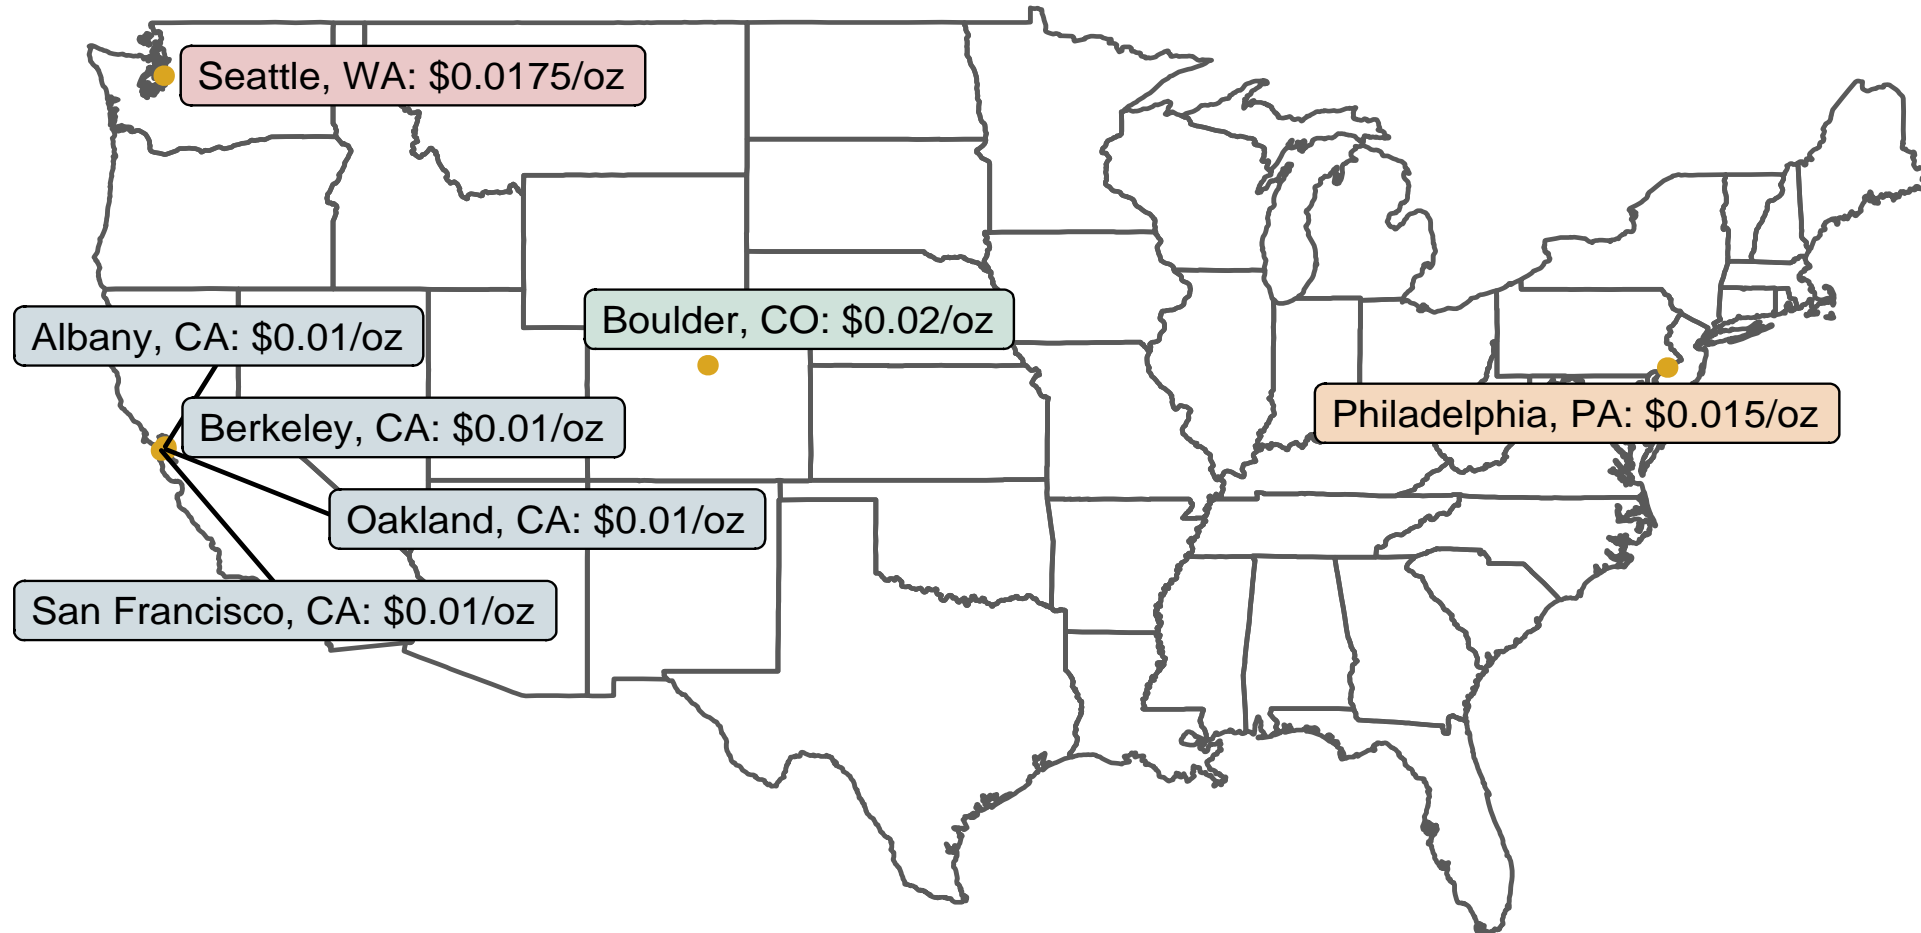 Seattle, WA: $0.0175/oz
Boulder, CO: $0.02/oz
Albany, CA: $0.01/oz
Berkeley, CA: $0.01/oz
Philadelphia, PA: $0.015/oz
Oakland, CA: $0.01/oz
San Francisco, CA: $0.01/oz